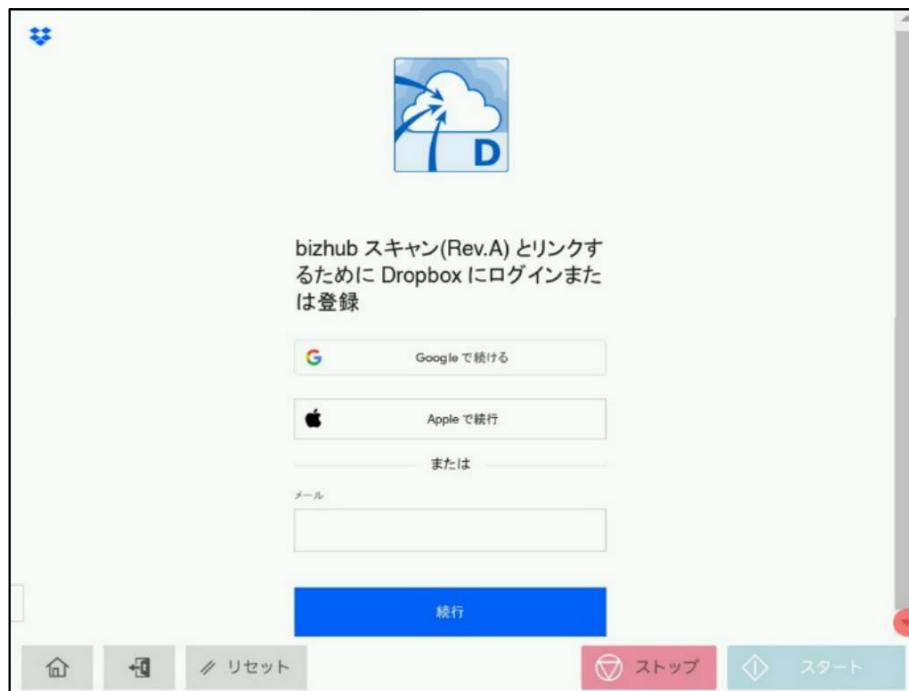 D
bizhub スキャン(Rev.A) とリンクす
るために Dropbox にログインまた
は登録
Google で続ける
Apple で続行
または
メール
続行
リセット
ストップ
スタート